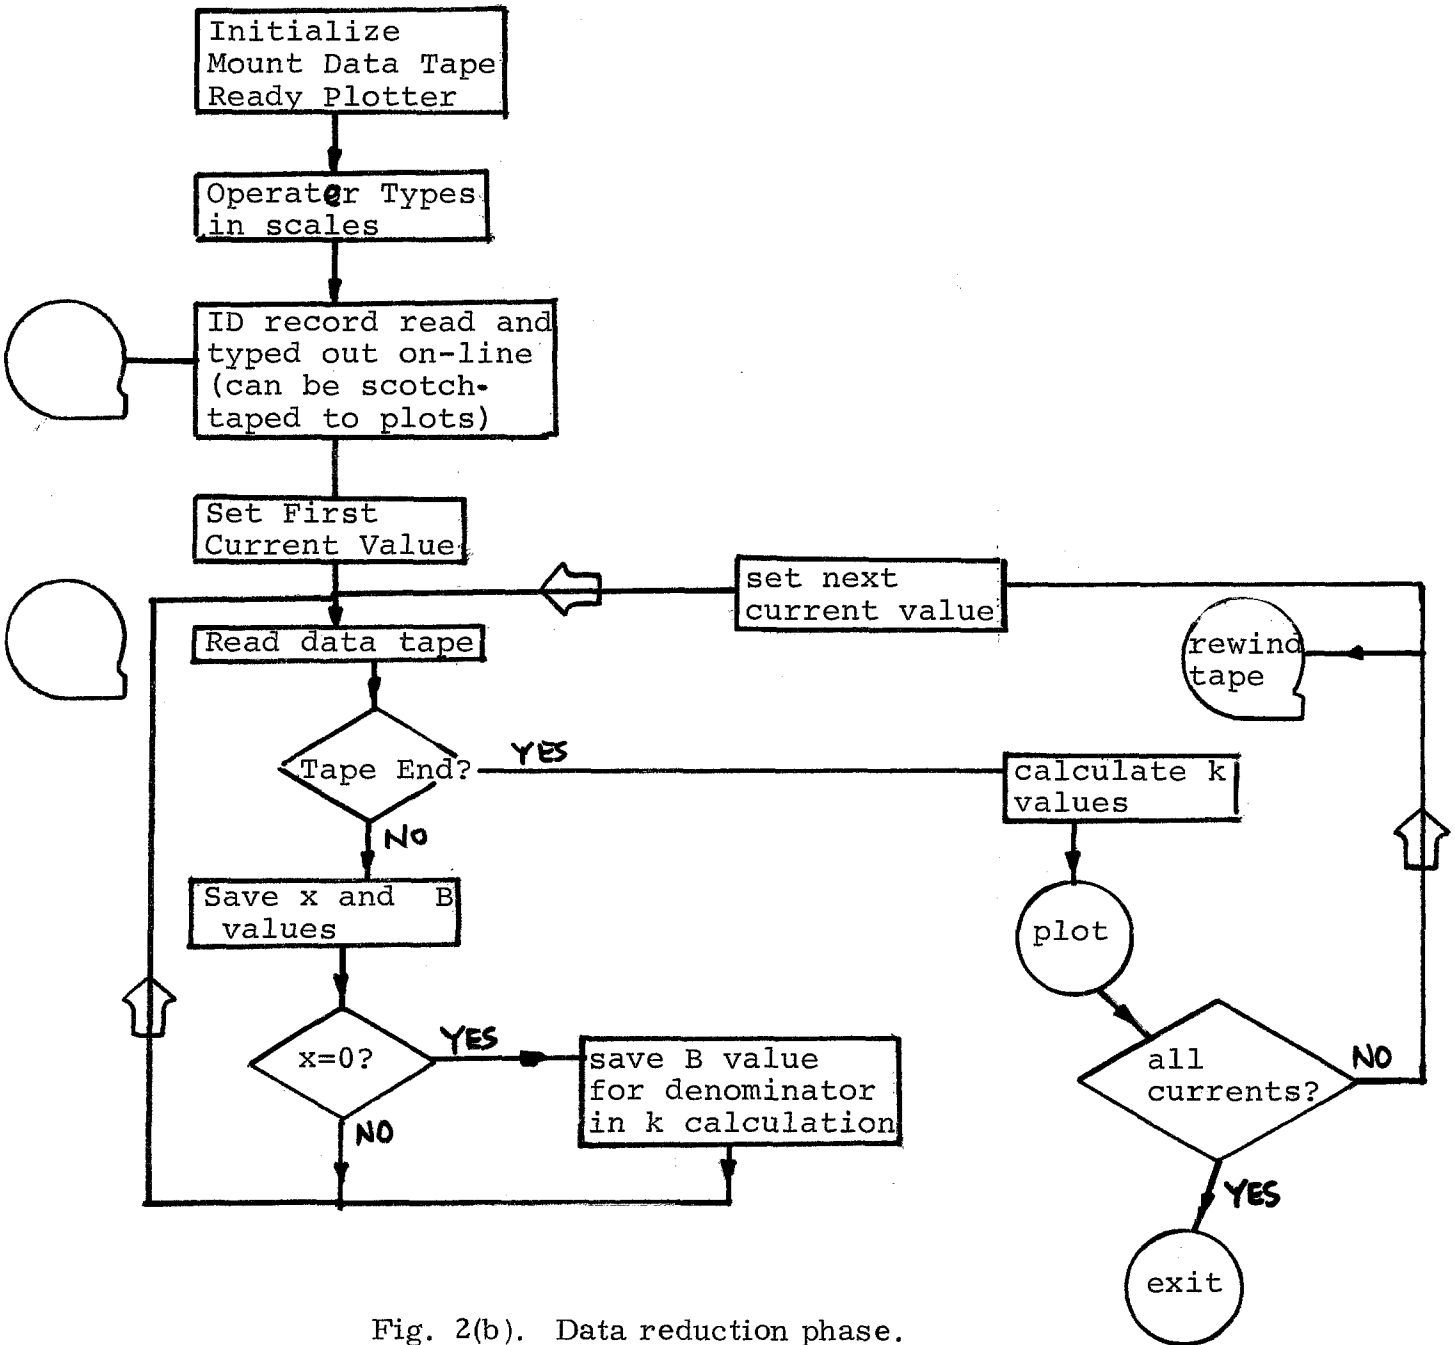 Initialize
Mount Data Tape
Ready Plotter
Operater Types
in scales
ID record read and
typed out on-line
(can be scotch-
taped to plots)
Set First
Current Value
set next
current value
Read data tape
rewind
tape
Tape End?
YES
NO
calculate k
values
Save x and B
values
plot
x=0?
YES
NO
save B value
for denominator
in k calculation
all
currents?
NO
YES
exit
Fig. 2(b). Data reduction phase.